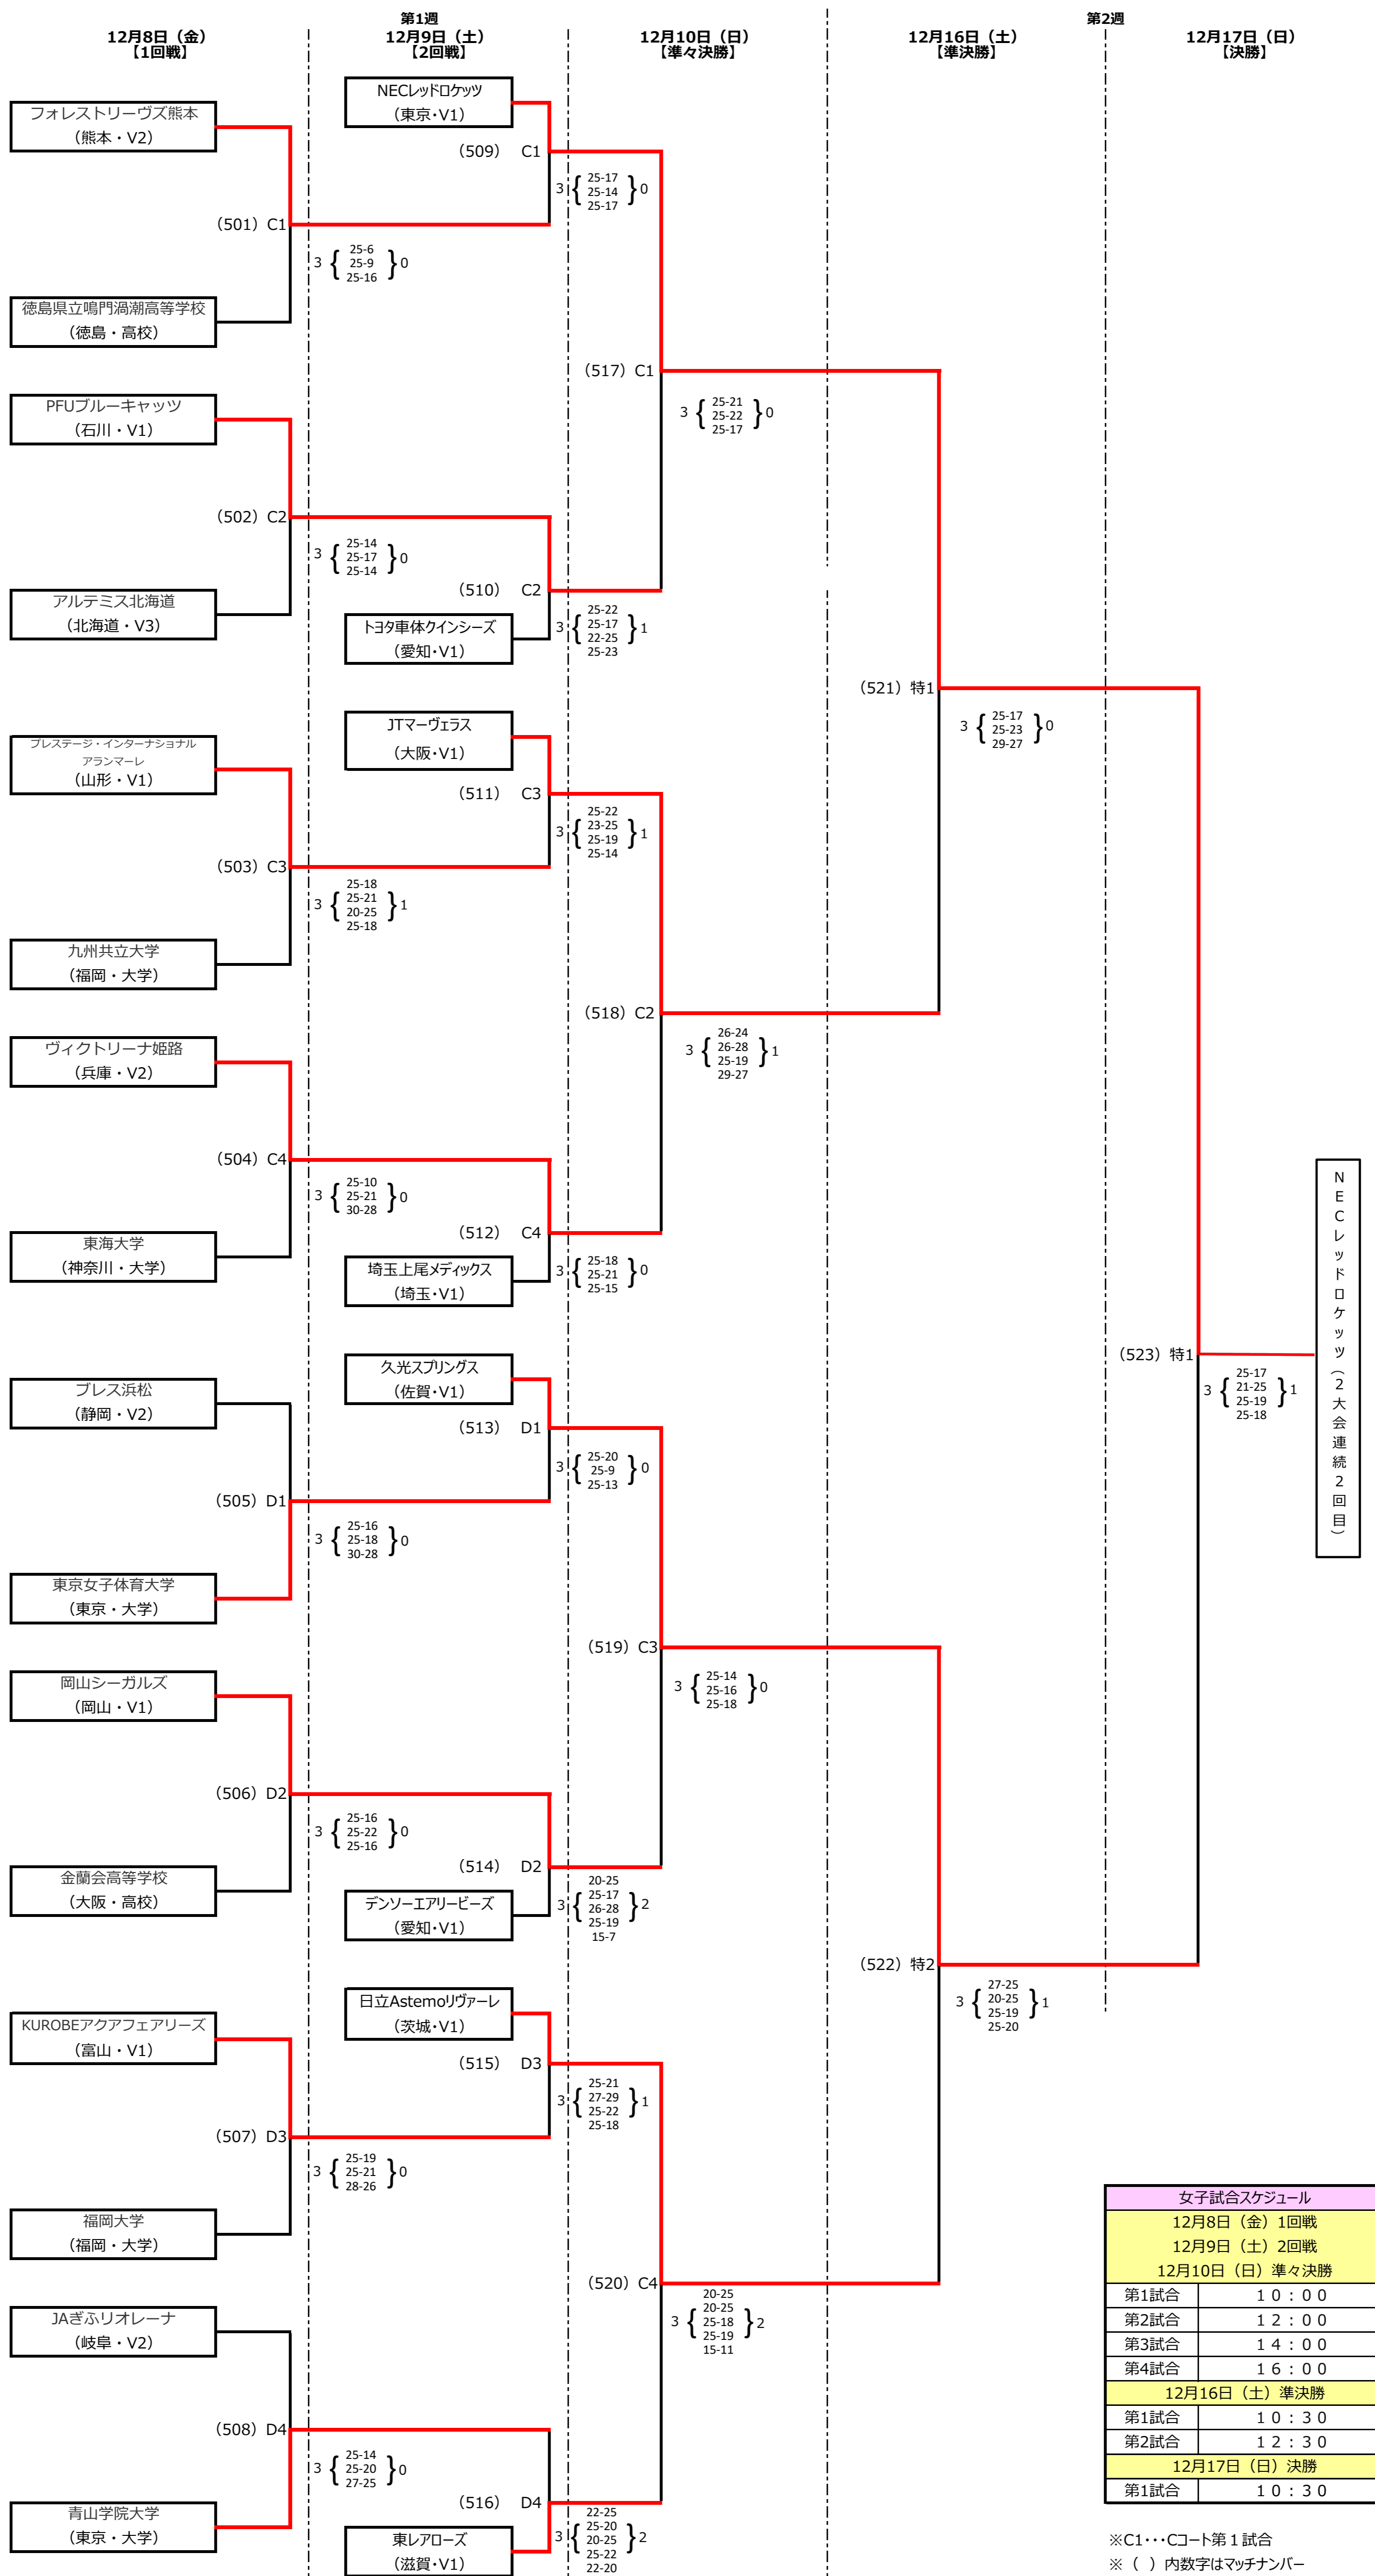 第1週
第2週
12月8日（金）
【1回戦】
12月9日（土）
【2回戦】
12月10日（日）
【準々決勝】
12月16日（土）
【準決勝】
12月17日（日）
【決勝】
NECレッドロケッツ
（東京・V1）
フォレストリーヴズ熊本
（熊本・V2）
（509） C1
3 { 25-17
25-14
25-17 } 0
（501）C1
3 { 25-6
25-9
25-16 } 0
徳島県立鳴門渦潮高等学校
（徳島・高校）
（517）C1
3 { 25-21
25-22
25-17 } 0
PFUブルーキャッツ
（石川・V1）
（502）C2
3 { 25-14
25-17
25-14 } 0
（510） C2
アルテミス北海道
（北海道・V3）
トヨタ車体クインシーズ
（愛知・V1）
3 { 25-22
25-17
22-25
25-23 } 1
（521）特1
3 { 25-17
25-23
29-27 } 0
JTマーヴェラス
（大阪・V1）
プレステージ・インターナショナル
アランマーレ
（山形・V1）
（511） C3
3 { 25-22
23-25
25-19
25-14 } 1
（503）C3
3 { 25-18
25-21
20-25
25-18 } 1
九州共立大学
（福岡・大学）
（518）C2
3 { 26-24
26-28
25-19
29-27 } 1
ヴィクトリーナ姫路
（兵庫・V2）
（504）C4
3 { 25-10
25-21
30-28 } 0
（512） C4
東海大学
（神奈川・大学）
埼玉上尾メディックス
（埼玉・V1）
3 { 25-18
25-21
25-15 } 0
NECレッドロケッツ（2大会連続2回目）
（523）特1
3 { 25-17
21-25
25-19
25-18 } 1
久光スプリングス
（佐賀・V1）
ブレス浜松
（静岡・V2）
（513） D1
3 { 25-20
25-9
25-13 } 0
（505）D1
3 { 25-16
25-18
30-28 } 0
東京女子体育大学
（東京・大学）
（519）C3
3 { 25-14
25-16
25-18 } 0
岡山シーガルズ
（岡山・V1）
（506）D2
3 { 25-16
25-22
25-16 } 0
（514） D2
金蘭会高等学校
（大阪・高校）
デンソーエアリービーズ
（愛知・V1）
3 { 20-25
25-17
26-28
25-19
15-7 } 2
（522）特2
3 { 27-25
20-25
25-19
25-20 } 1
日立Astemoリヴァーレ
（茨城・V1）
KUROBEアクアフェアリーズ
（富山・V1）
（515） D3
3 { 25-21
27-29
25-22
25-18 } 1
（507）D3
3 { 25-19
25-21
28-26 } 0
福岡大学
（福岡・大学）
（520）C4
3 { 20-25
20-25
25-18
25-19
15-11 } 2
JAぎふリオレーナ
（岐阜・V2）
（508）D4
3 { 25-14
25-20
27-25 } 0
（516） D4
青山学院大学
（東京・大学）
東レアローズ
（滋賀・V1）
3 { 22-25
25-20
20-25
25-22
22-20 } 2
女子試合スケジュール
12月8日（金）1回戦
12月9日（土）2回戦
12月10日（日）準々決勝
第1試合 １０：００
第2試合 １２：００
第3試合 １４：００
第4試合 １６：００
12月16日（土）準決勝
第1試合 １０：３０
第2試合 １２：３０
12月17日（日）決勝
第1試合 １０：３０
※C1・・・Cコート第１試合
※（ ）内数字はマッチナンバー